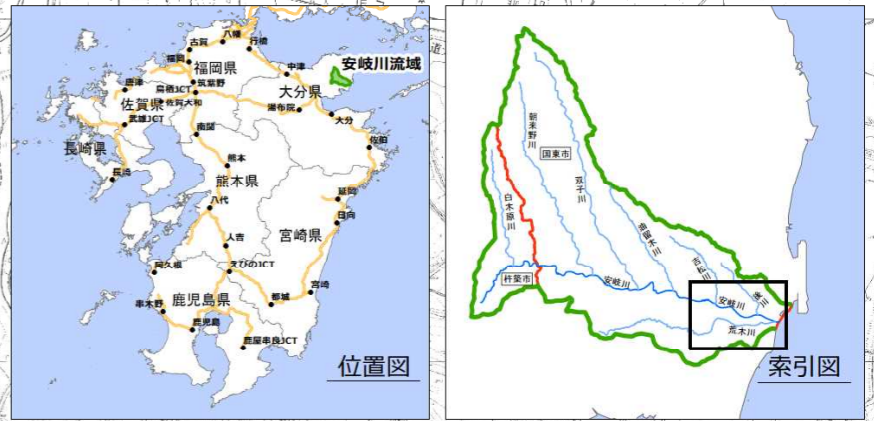 八幡
古賀
行橋
福岡
福岡県
安岐川流域
中津
筑紫野
唐津
鳥栖JCT
大分県
佐賀県
佐賀大和
湯布院
大分
武雄JCT
南関
佐伯
長崎県
熊本
長崎
熊本県
延岡
八代
日向
人吉
宮崎県
阿久根
えびのJCT
宮崎
串木野
鹿児島県
都城
鹿児島
鹿屋串良JCT
位置図
朝来野川
国東市
双子川
白木原川
吉松川
杵築市
安岐川
安岐川
荒木川
索引図